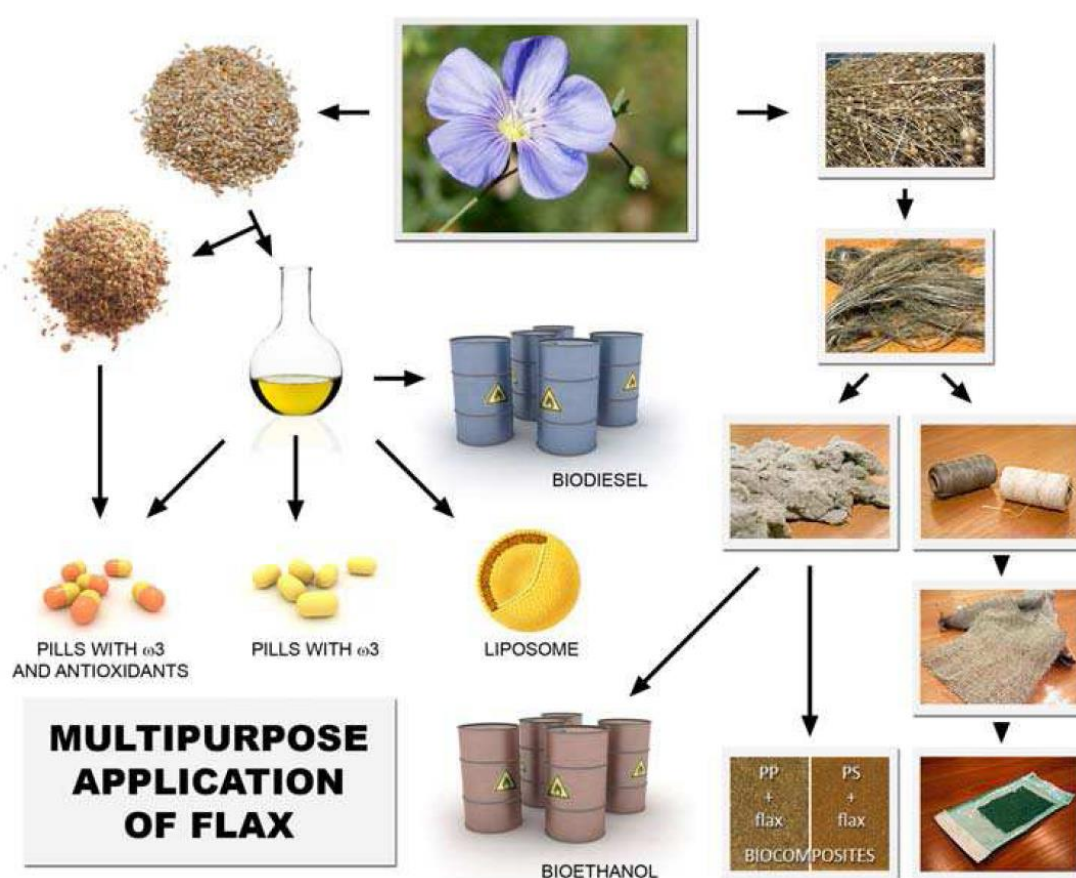 BIODIESEL
PILLS WITH ω3
AND ANTIOXIDANTS
PILLS WITH ω3
LIPOSOME
MULTIPURPOSE
APPLICATION
OF FLAX
BIOETHANOL
PP
+
flax
PS
+
flax
BIOCOMPOSITES